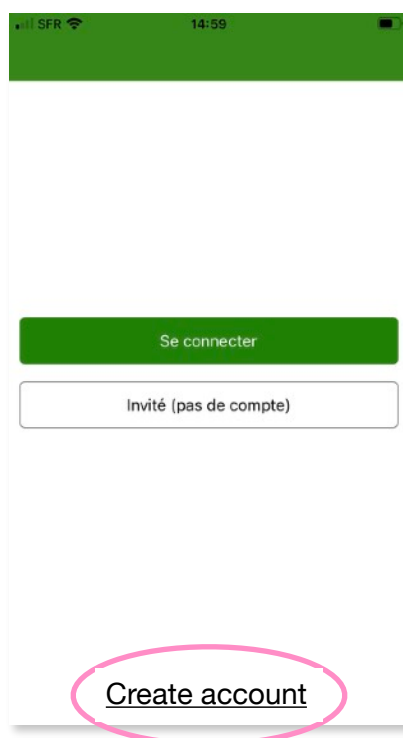 SFR 14:59
Se connecter
Invité (pas de compte)
Create account